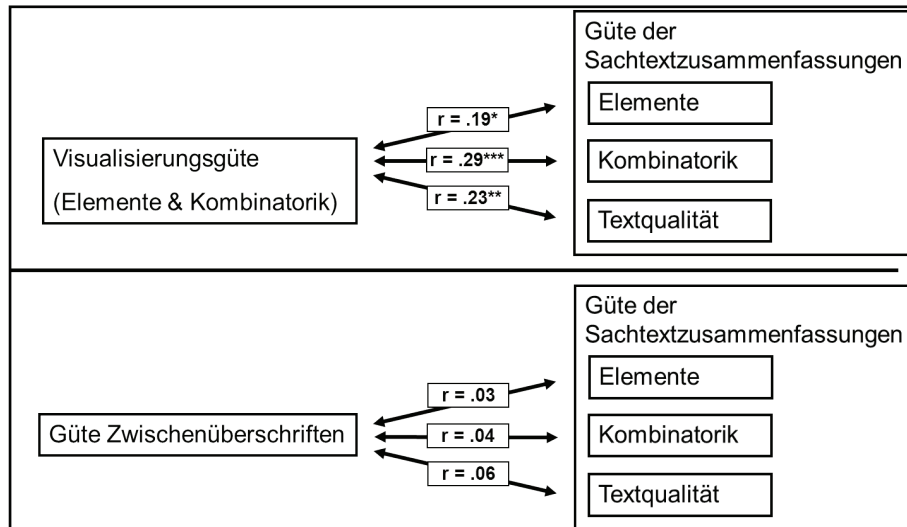 Güte der
Sachtextzusammenfassungen
Elemente
r = .19*
Visualisierungsgüte
(Elemente & Kombinatorik)
r = .29***
Kombinatorik
r = .23**
Textqualität
Güte der
Sachtextzusammenfassungen
Elemente
r = .03
Güte Zwischenüberschriften
r = .04
Kombinatorik
r = .06
Textqualität